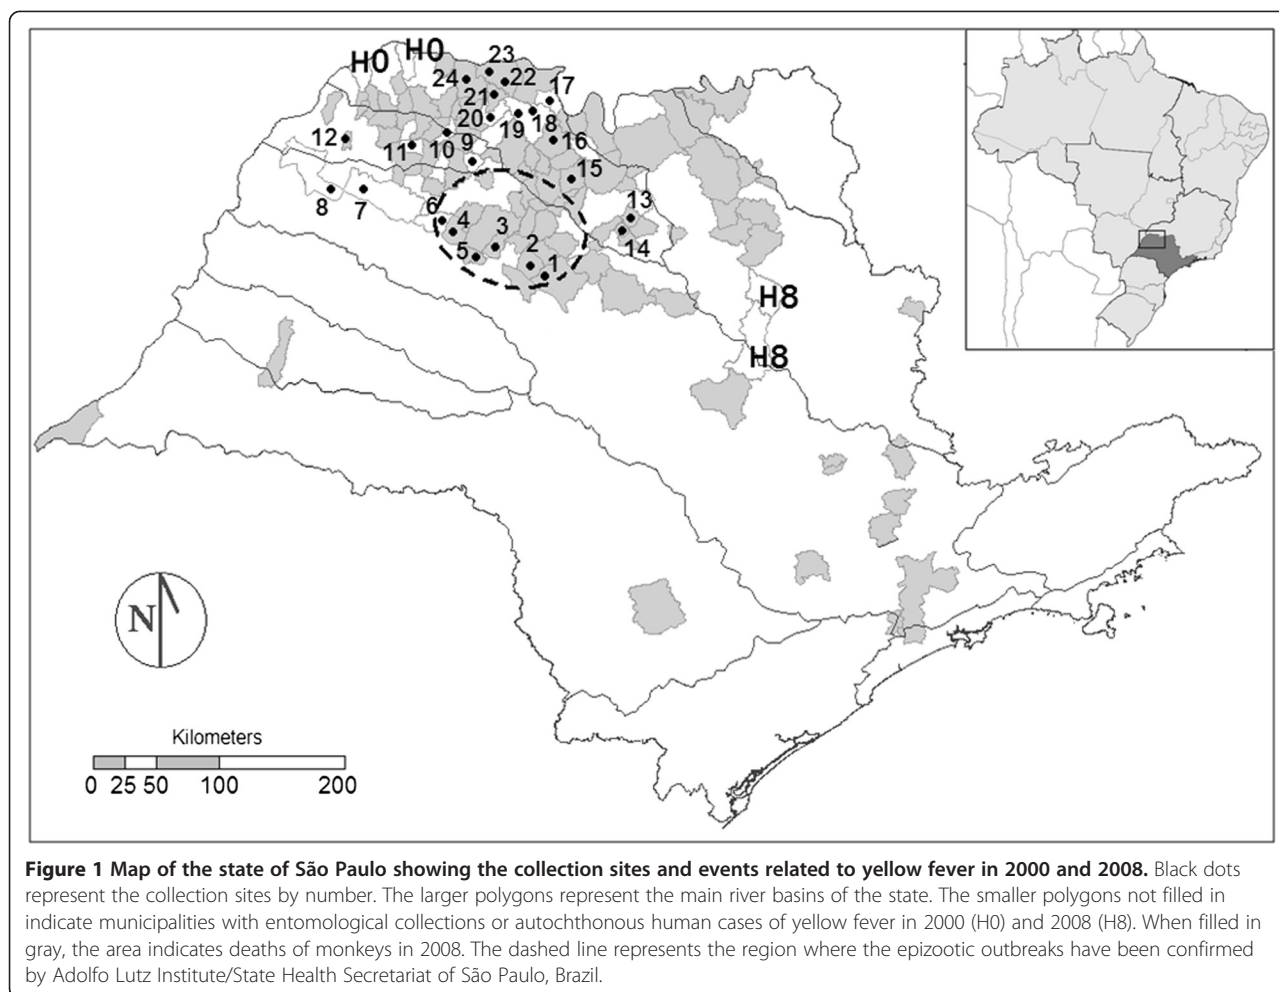 H0 H0
23
24 22 17
21
20 19 18
12 11 10 9 16
15
8 7 6 4 3 13
5 2 14
1
H8
H8
N
Kilometers
0 25 50 100 200
Figure 1 Map of the state of São Paulo showing the collection sites and events related to yellow fever in 2000 and 2008. Black dots
represent the collection sites by number. The larger polygons represent the main river basins of the state. The smaller polygons not filled in
indicate municipalities with entomological collections or autochthonous human cases of yellow fever in 2000 (H0) and 2008 (H8). When filled in
gray, the area indicates deaths of monkeys in 2008. The dashed line represents the region where the epizootic outbreaks have been confirmed
by Adolfo Lutz Institute/State Health Secretariat of São Paulo, Brazil.